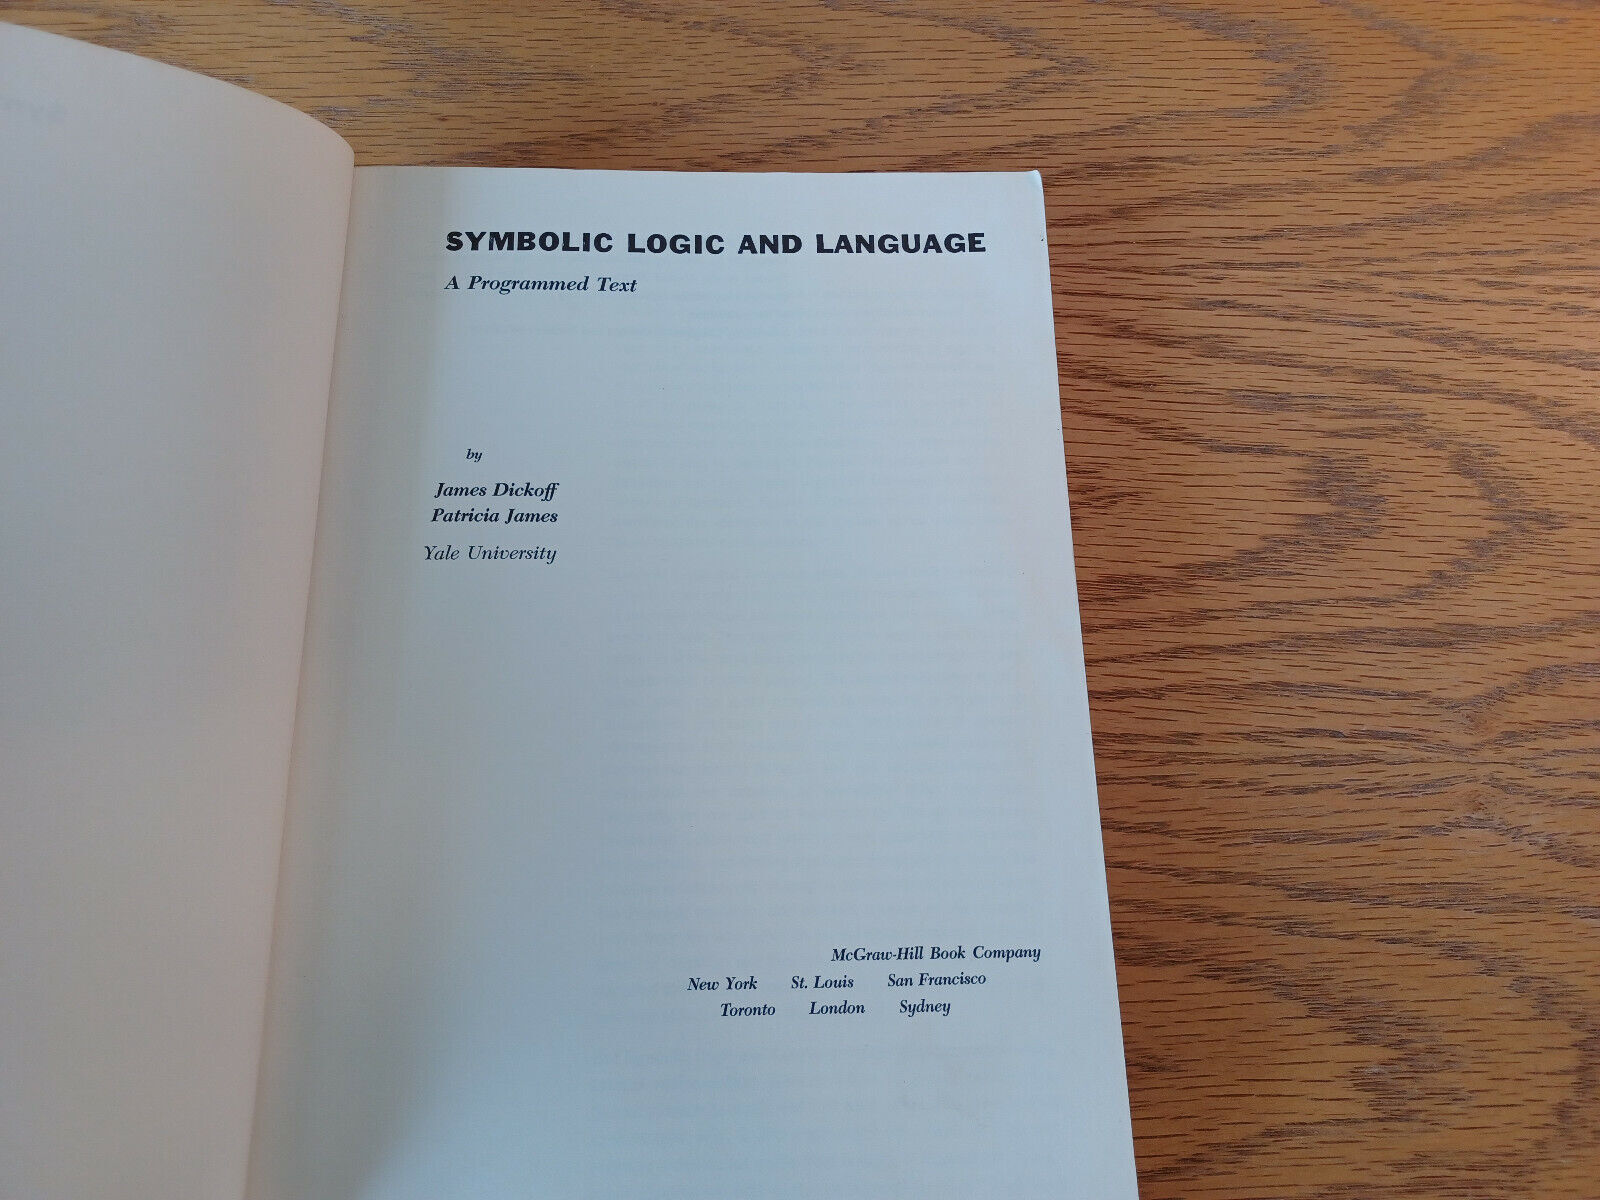 SYMBOLIC LOGIC AND LANGUAGE
A Programmed Text
by
James Dickoff
Patricia James
Yale University
McGraw-Hill Book Company
New York St. Louis San Francisco
Toronto London Sydney